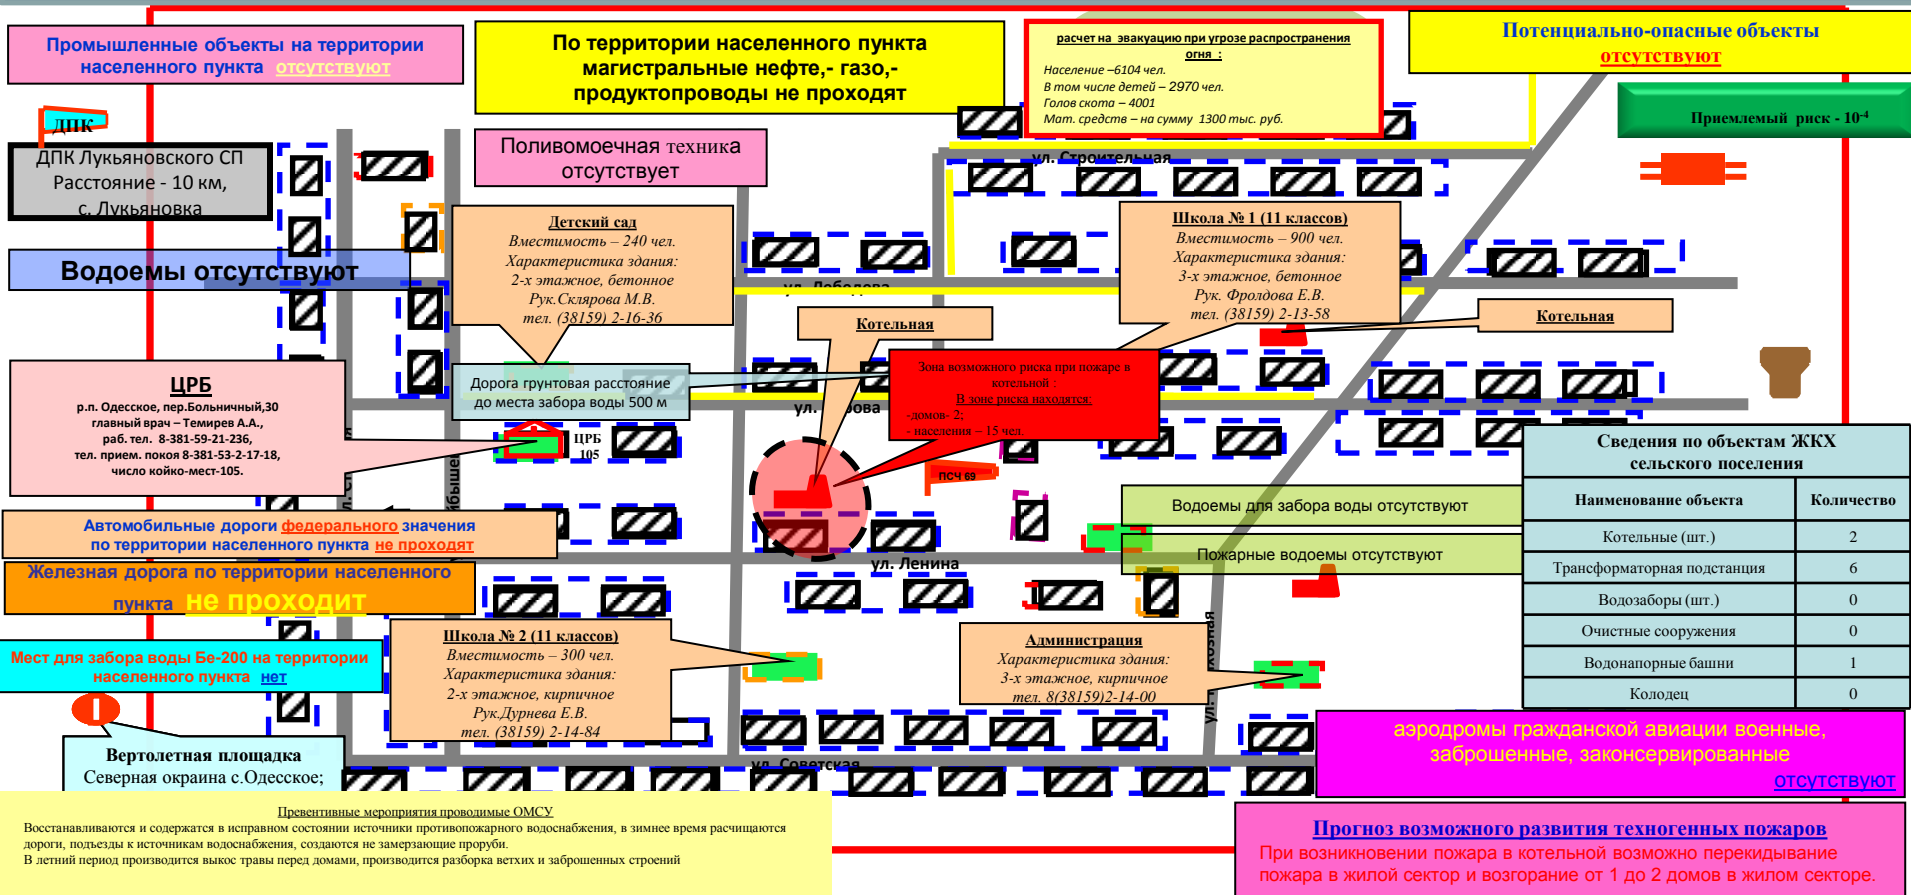 Промышленные объекты на территории
населенного пункта отсутствуют
По территории населенного пункта
магистральные нефте,- газо,-
продуктопроводы не проходят
расчет на эвакуацию при угрозе распространения
огня :
Население –6104 чел.
В том числе детей – 2970 чел.
Голов скота – 4001
Мат. средств – на сумму 1300 тыс. руб.
Потенциально-опасные объекты
отсутствуют
Приемлемый риск - 10-4
ДПК
ДПК Лукьяновского СП
Расстояние - 10 км,
с. Лукьяновка
Поливомоечная техника
отсутствует
ул. Строительная
Детский сад
Вместимость – 240 чел.
Характеристика здания:
2-х этажное, бетонное
Рук.Склярова М.В.
тел. (38159) 2-16-36
Школа № 1 (11 классов)
Вместимость – 900 чел.
Характеристика здания:
3-х этажное, бетонное
Рук. Фролдова Е.В.
тел. (38159) 2-13-58
Водоемы отсутствуют
ул.
Котельная
Котельная
ЦРБ
р.п. Одесское, пер.Больничный,30
главный врач – Темирев А.А.,
раб.тел. 8-381-59-21-236,
тел. прием. покоя 8-381-53-2-17-18,
число койко-мест-105.
Дорога грунтовая расстояние
до места забора воды 500 м
Зона возможного риска при пожаре в
котельной :
В зоне риска находятся:
-домов- 2;
- населения – 15 чел.
ул.
ЦРБ
105
ПСЧ 69
Водоемы для забора воды отсутствуют
Пожарные водоемы отсутствуют
Автомобильные дороги федерального значения
по территории населенного пункта не проходят
Железная дорога по территории населенного
пункта не проходит
ул. Ленина
Сведения по объектам ЖКХ
сельского поселения
Наименование объекта Количество
Котельные (шт.) 2
Трансформаторная подстанция 6
Водозаборы (шт.) 0
Очистные сооружения 0
Водонапорные башни 1
Колодец 0
Мест для забора воды Бе-200 на территории
населенного пункта нет
Школа № 2 (11 классов)
Вместимость – 300 чел.
Характеристика здания:
2-х этажное, кирпичное
Рук.Дурнева Е.В.
тел. (38159) 2-14-84
Администрация
Характеристика здания:
3-х этажное, кирпичное
тел. 8(38159)2-14-00
Вертолетная площадка
Северная окраина с.Одесское;
ул. Советская
аэродромы гражданской авиации военные,
заброшенные, законсервированные
отсутствуют
Превентивные мероприятия проводимые ОМСУ
Восстанавливаются и содержатся в исправном состоянии источники противопожарного водоснабжения, в зимнее время расчищаются
дороги, подъезды к источникам водоснабжения, создаются не замерзающие проруби.
В летний период производится выкос травы перед домами, производится разборка ветхих и заброшенных строений
Прогноз возможного развития техногенных пожаров
При возникновении пожара в котельной возможно перекидывание
пожара в жилой сектор и возгорание от 1 до 2 домов в жилом секторе.